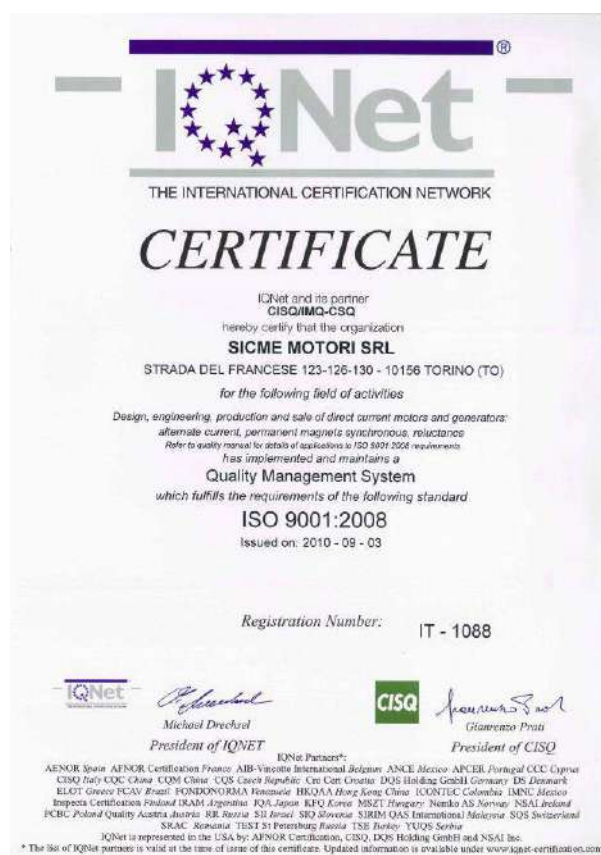 ®
IQNet
THE INTERNATIONAL CERTIFICATION NETWORK
CERTIFICATE
IQNet and its partner
CISQ/IMQ-CSQ
hereby certify that the organization
SICME MOTORI SRL
STRADA DEL FRANCESE 123-126-130 - 10156 TORINO (TO)
for the following field of activities
Design, engineering, production and sale of direct current motors and generators:
alternate current, permanent magnets synchronous, reluctance
Refer to quality manual for details of applications to ISO 9001:2008 requirements
has implemented and maintains a
Quality Management System
which fulfills the requirements of the following standard
ISO 9001:2008
Issued on: 2010 - 09 - 03
Registration Number: IT - 1088
IQNet
CISQ
Michael Drechsel
Gianrenzo Prati
President of IQNET
President of CISQ
IQNet Partners*:
AENOR Spain AFNOR Certification France AIB-Vinçotte International Belgium ANCE Mexico APCER Portugal CCC Cyprus
CISQ Italy CQC China CQM China CQS Czech Republic Cro Cert Croatia DQS Holding GmbH Germany DS Denmark
ELOT Greece FCAV Brazil FONDONORMA Venezuela HKQAA Hong Kong China ICONTEC Colombia IMNC Mexico
Inspecta Certification Finland IRAM Argentina JQA Japan KFQ Korea MSZT Hungary Nemko AS Norway NSAI Ireland
PCBC Poland Quality Austria Austria RR Russia SII Israel SIQ Slovenia SIRIM QAS International Malaysia SQS Switzerland
SRAC Romania TEST St Petersburg Russia TSE Turkey YUQS Serbia
IQNet is represented in the USA by: AFNOR Certification, CISQ, DQS Holding GmbH and NSAI Inc.
* The list of IQNet partners is valid at the time of issue of this certificate. Updated information is available under www.iqnet-certification.com